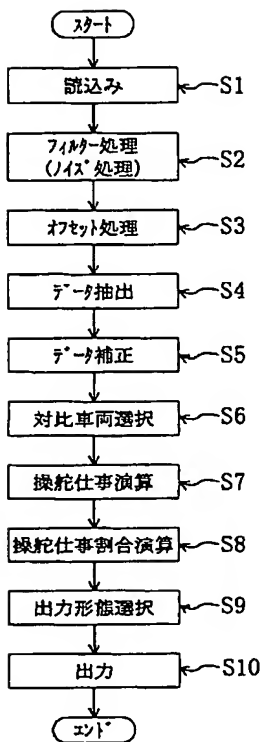 スタート
読込み S1
フィルター処理
(ノイズ処理) S2
オフセット処理 S3
データ抽出 S4
データ補正 S5
対比車両選択 S6
操舵仕事演算 S7
操舵仕事割合演算 S8
出力形態選択 S9
出力 S10
エンド